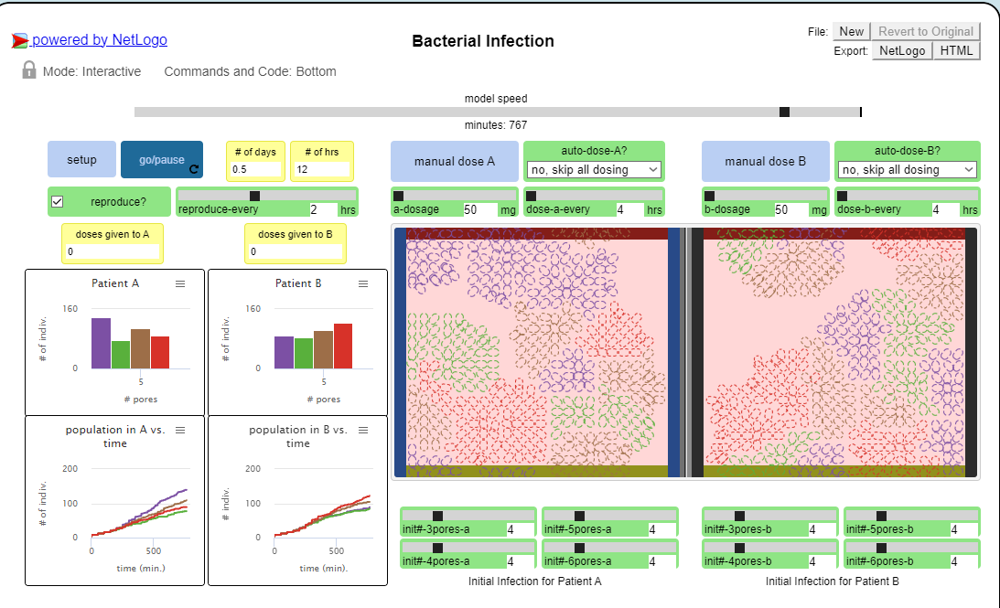 powered by NetLogo
Bacterial Infection
File: New Revert to Original
Export: NetLogo HTML
Mode: Interactive Commands and Code: Bottom
model speed
minutes: 767
setup
go/pause
# of days
0.5
# of hrs
12
manual dose A
auto-dose-A?
no, skip all dosing
manual dose B
auto-dose-B?
no, skip all dosing
reproduce?
reproduce-every 2 hrs
a-dosage 50 mg
dose-a-every 4 hrs
b-dosage 50 mg
dose-b-every 4 hrs
doses given to A
0
doses given to B
0
Patient A
# of indiv.
160
0
5
# pores
Patient B
# of indiv.
160
0
5
# pores
population in A vs.
time
# of indiv.
200
100
0
0 500
time (min.)
population in B vs.
time
# indiv.
200
100
0
0 500
time (min).
init#-3pores-a 4
init#-5pores-a 4
init#-3pores-b 4
init#-5pores-b 4
init#-4pores-a 4
init#-6pores-a 4
init#-4pores-b 4
init#-6pores-b 4
Initial Infection for Patient A
Initial Infection for Patient B